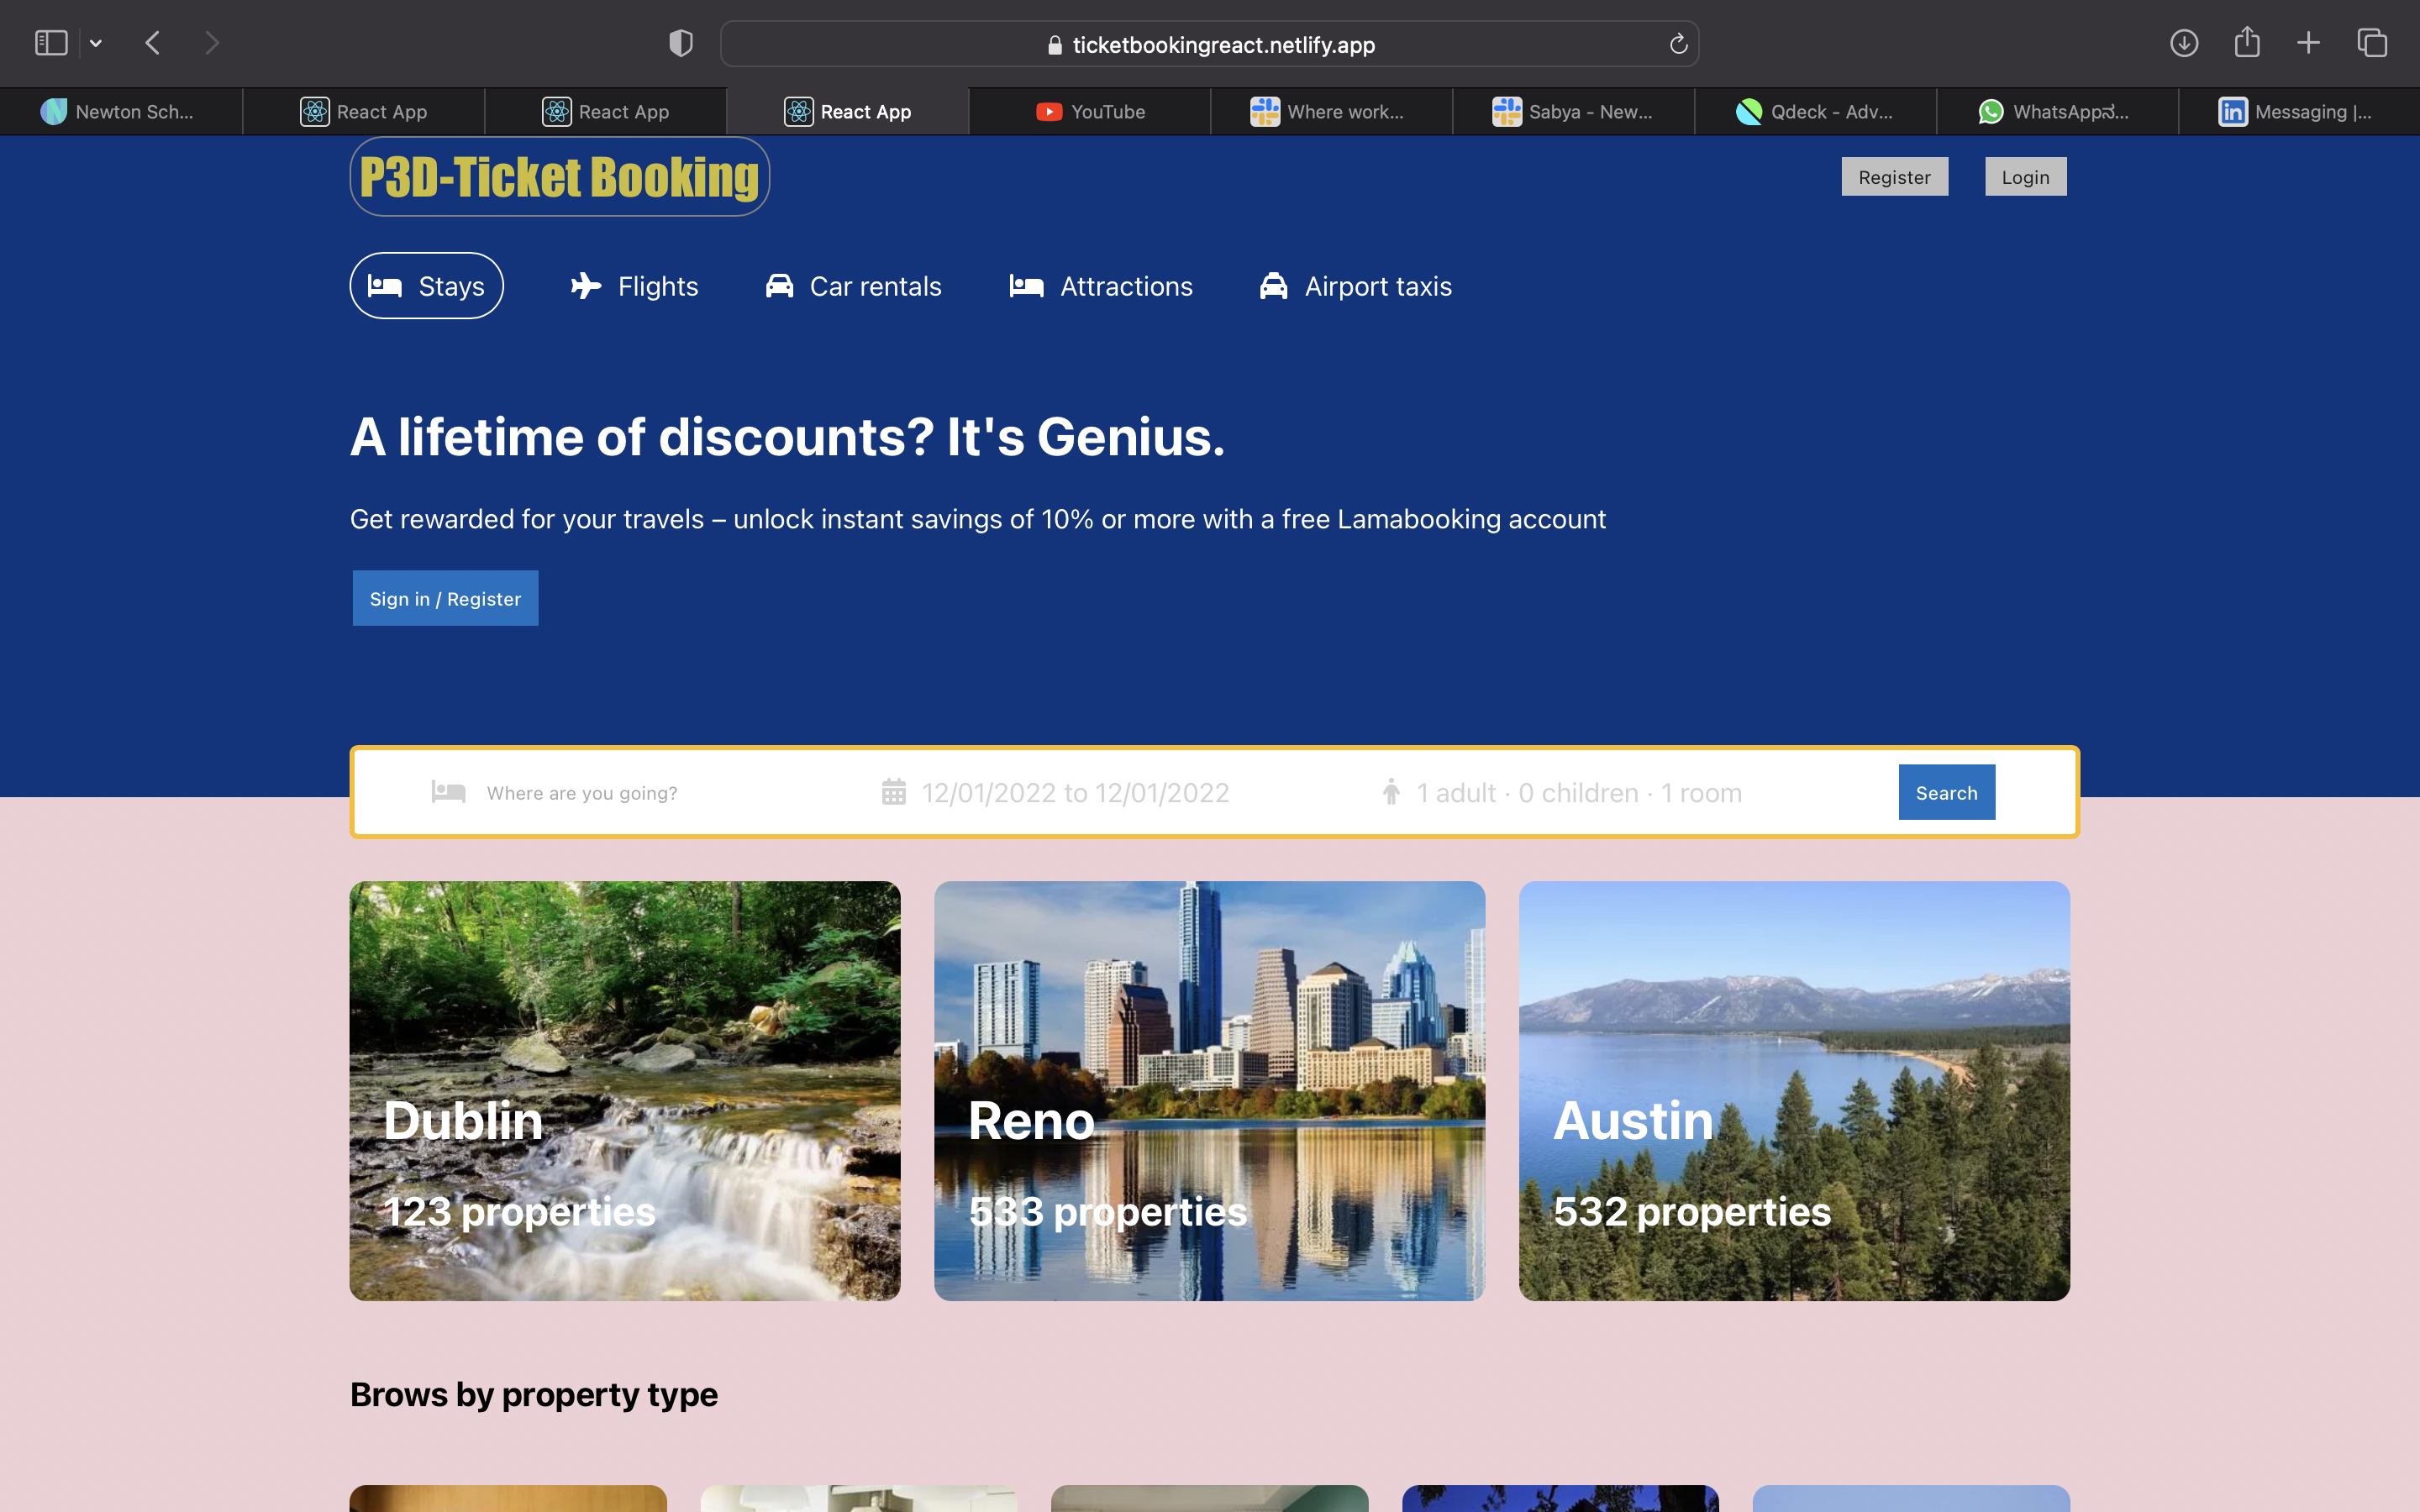 ticketbookingreact.netlify.app
Newton Sch...
React App
React App
React App
YouTube
Where work...
Sabya - New...
Qdeck - Adv...
WhatsAppನ...
Messaging |...
P3D-Ticket Booking
Register
Login
Stays
Flights
Car rentals
Attractions
Airport taxis
A lifetime of discounts? It's Genius.
Get rewarded for your travels – unlock instant savings of 10% or more with a free Lamabooking account
Sign in / Register
Where are you going?
12/01/2022 to 12/01/2022
1 adult · 0 children · 1 room
Search
Dublin
123 properties
Reno
533 properties
Austin
532 properties
Brows by property type